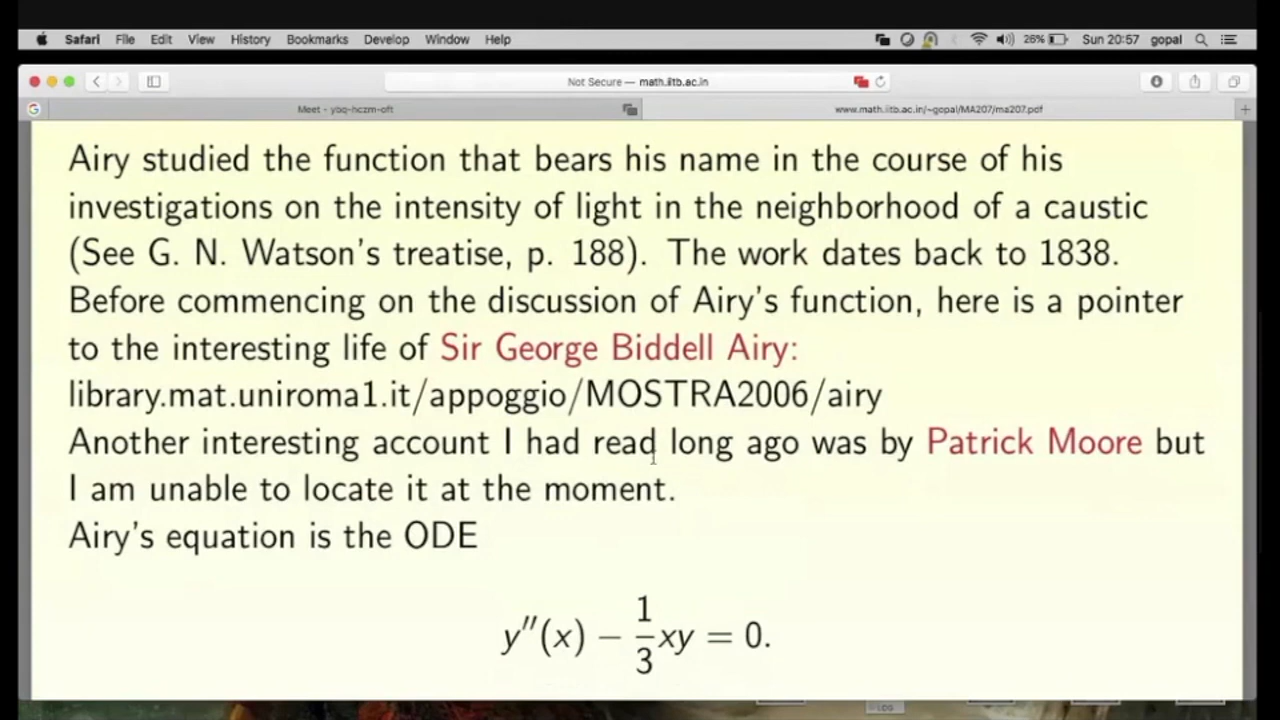 Safari File Edit View History Bookmarks Develop Window Help 26% Sun 20:57 gopal
Not Secure — math.iitb.ac.in
Meet - ybq-hczm-oft www.math.iitb.ac.in/~gopal/MA207/ma207.pdf
Airy studied the function that bears his name in the course of his
investigations on the intensity of light in the neighborhood of a caustic
(See G. N. Watson's treatise, p. 188). The work dates back to 1838.
Before commencing on the discussion of Airy's function, here is a pointer
to the interesting life of Sir George Biddell Airy:
library.mat.uniroma1.it/appoggio/MOSTRA2006/airy
Another interesting account I had read long ago was by Patrick Moore but
I am unable to locate it at the moment.
Airy's equation is the ODE
y''(x) − 1/3 xy = 0.